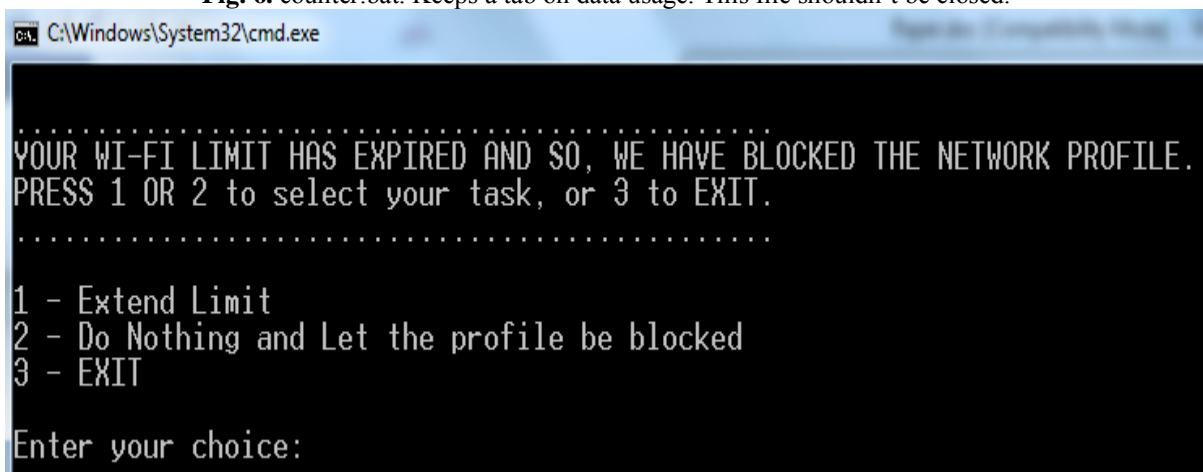 Fig. 6. counter.bat. Keeps a tab on data usage. This file shouldn't be closed.
C:\Windows\System32\cmd.exe
................................................
YOUR WI-FI LIMIT HAS EXPIRED AND SO, WE HAVE BLOCKED THE NETWORK PROFILE.
PRESS 1 OR 2 to select your task, or 3 to EXIT.
................................................
1 - Extend Limit
2 - Do Nothing and Let the profile be blocked
3 - EXIT
Enter your choice: